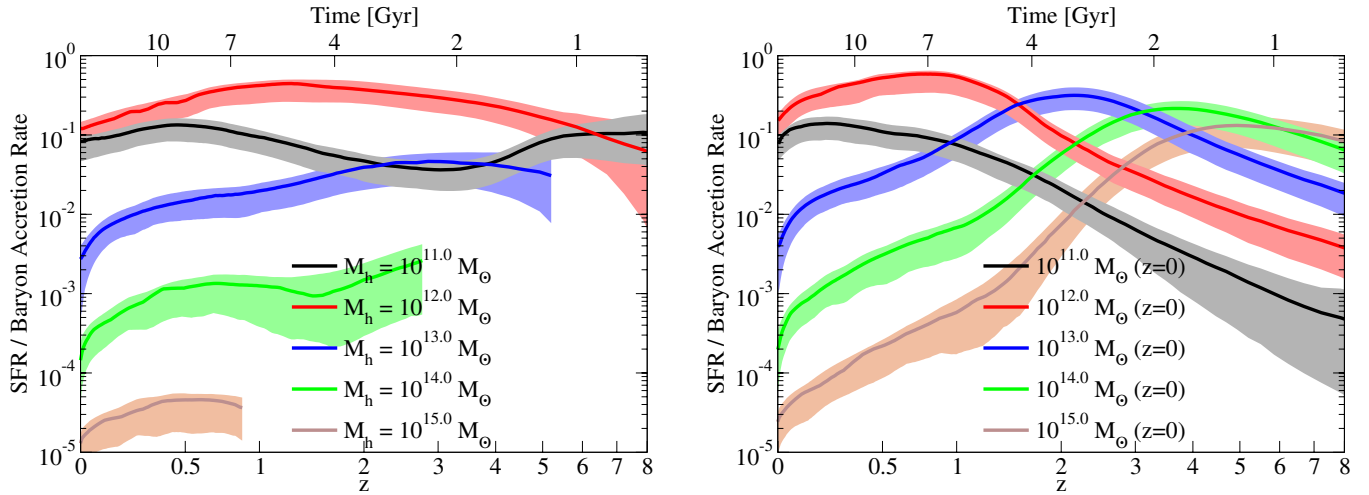 Time [Gyr]
10 7 4 2 1
10^0
10^-1
10^-2
10^-3
10^-4
10^-5
SFR / Baryon Accretion Rate
M_h = 10^11.0 M_⊙
M_h = 10^12.0 M_⊙
M_h = 10^13.0 M_⊙
M_h = 10^14.0 M_⊙
M_h = 10^15.0 M_⊙
0 0.5 1 2 3 4 5 6 7 8
z
Time [Gyr]
10 7 4 2 1
10^0
10^-1
10^-2
10^-3
10^-4
10^-5
SFR / Baryon Accretion Rate
10^11.0 M_⊙ (z=0)
10^12.0 M_⊙ (z=0)
10^13.0 M_⊙ (z=0)
10^14.0 M_⊙ (z=0)
10^15.0 M_⊙ (z=0)
0 0.5 1 2 3 4 5 6 7 8
z